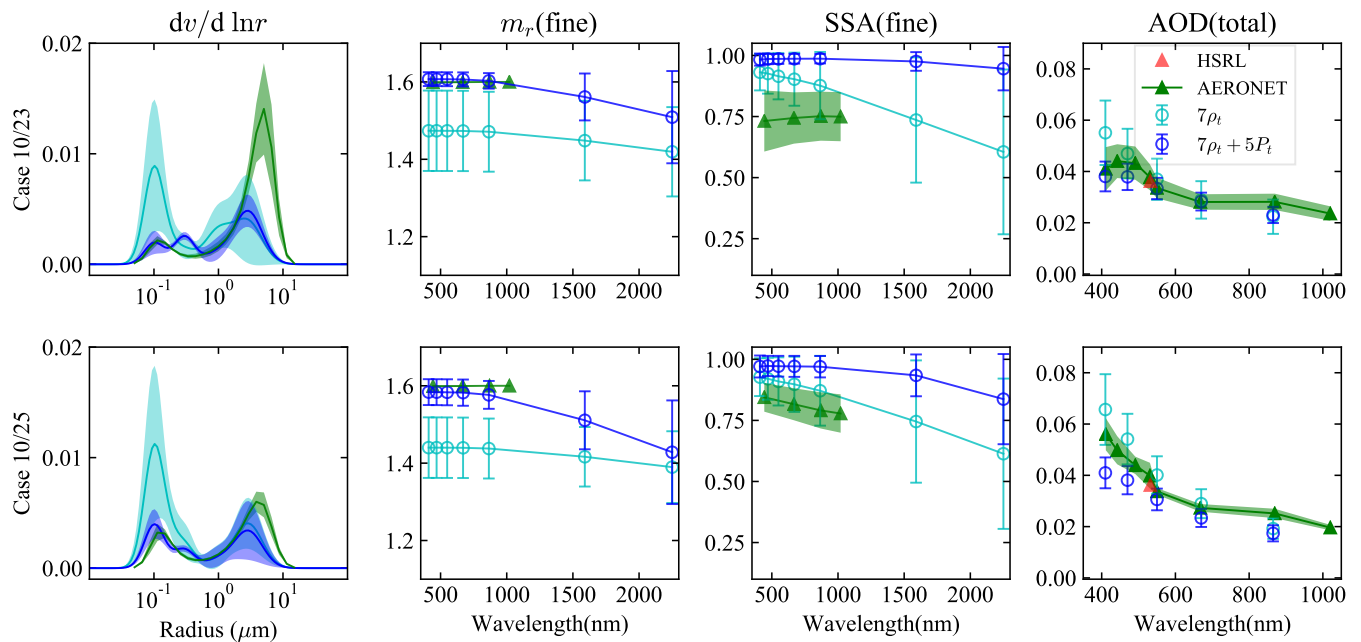 dv/d lnr
m_r(fine)
SSA(fine)
AOD(total)
Case 10/23
0.02
0.01
0.00
10^-1 10^0 10^1
1.6
1.4
1.2
500 1000 1500 2000
1.00
0.75
0.50
0.25
500 1000 1500 2000
0.08
0.06
0.04
0.02
0.00
400 600 800 1000
HSRL
AERONET
7ρ_t
7ρ_t + 5P_t
Case 10/25
0.02
0.01
0.00
10^-1 10^0 10^1
Radius (μm)
1.6
1.4
1.2
500 1000 1500 2000
Wavelength(nm)
1.00
0.75
0.50
0.25
500 1000 1500 2000
Wavelength(nm)
0.08
0.06
0.04
0.02
0.00
400 600 800 1000
Wavelength(nm)